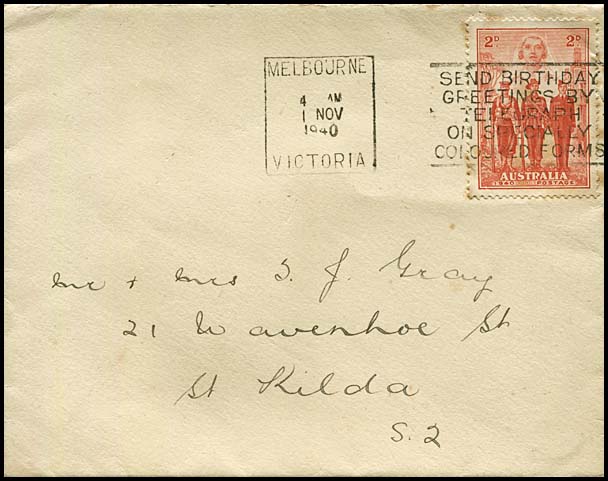 MELBOURNE
4 AM
1 NOV
1940
VICTORIA
2D 2D
SEND BIRTHDAY
GREETINGS BY
TELEGRAPH
ON SPECIALLY
COLOURED FORMS
AUSTRALIA
1940 POSTAGE
Mr + Mrs S. J. Gray
21 Wavenhoe St
St Kilda
S.2